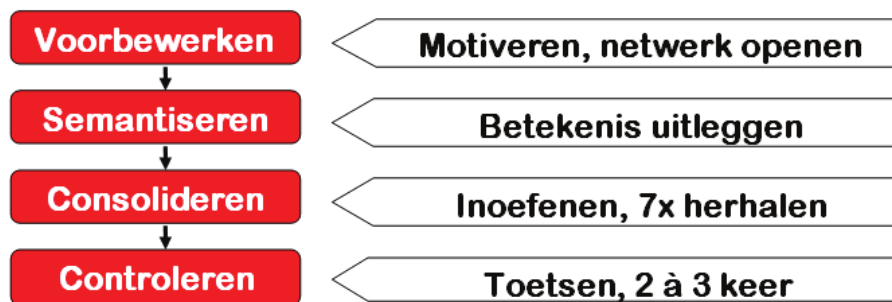 Voorbewerken
Motiveren, netwerk openen
Semantiseren
Betekenis uitleggen
Consolideren
Inoefenen, 7x herhalen
Controleren
Toetsen, 2 à 3 keer